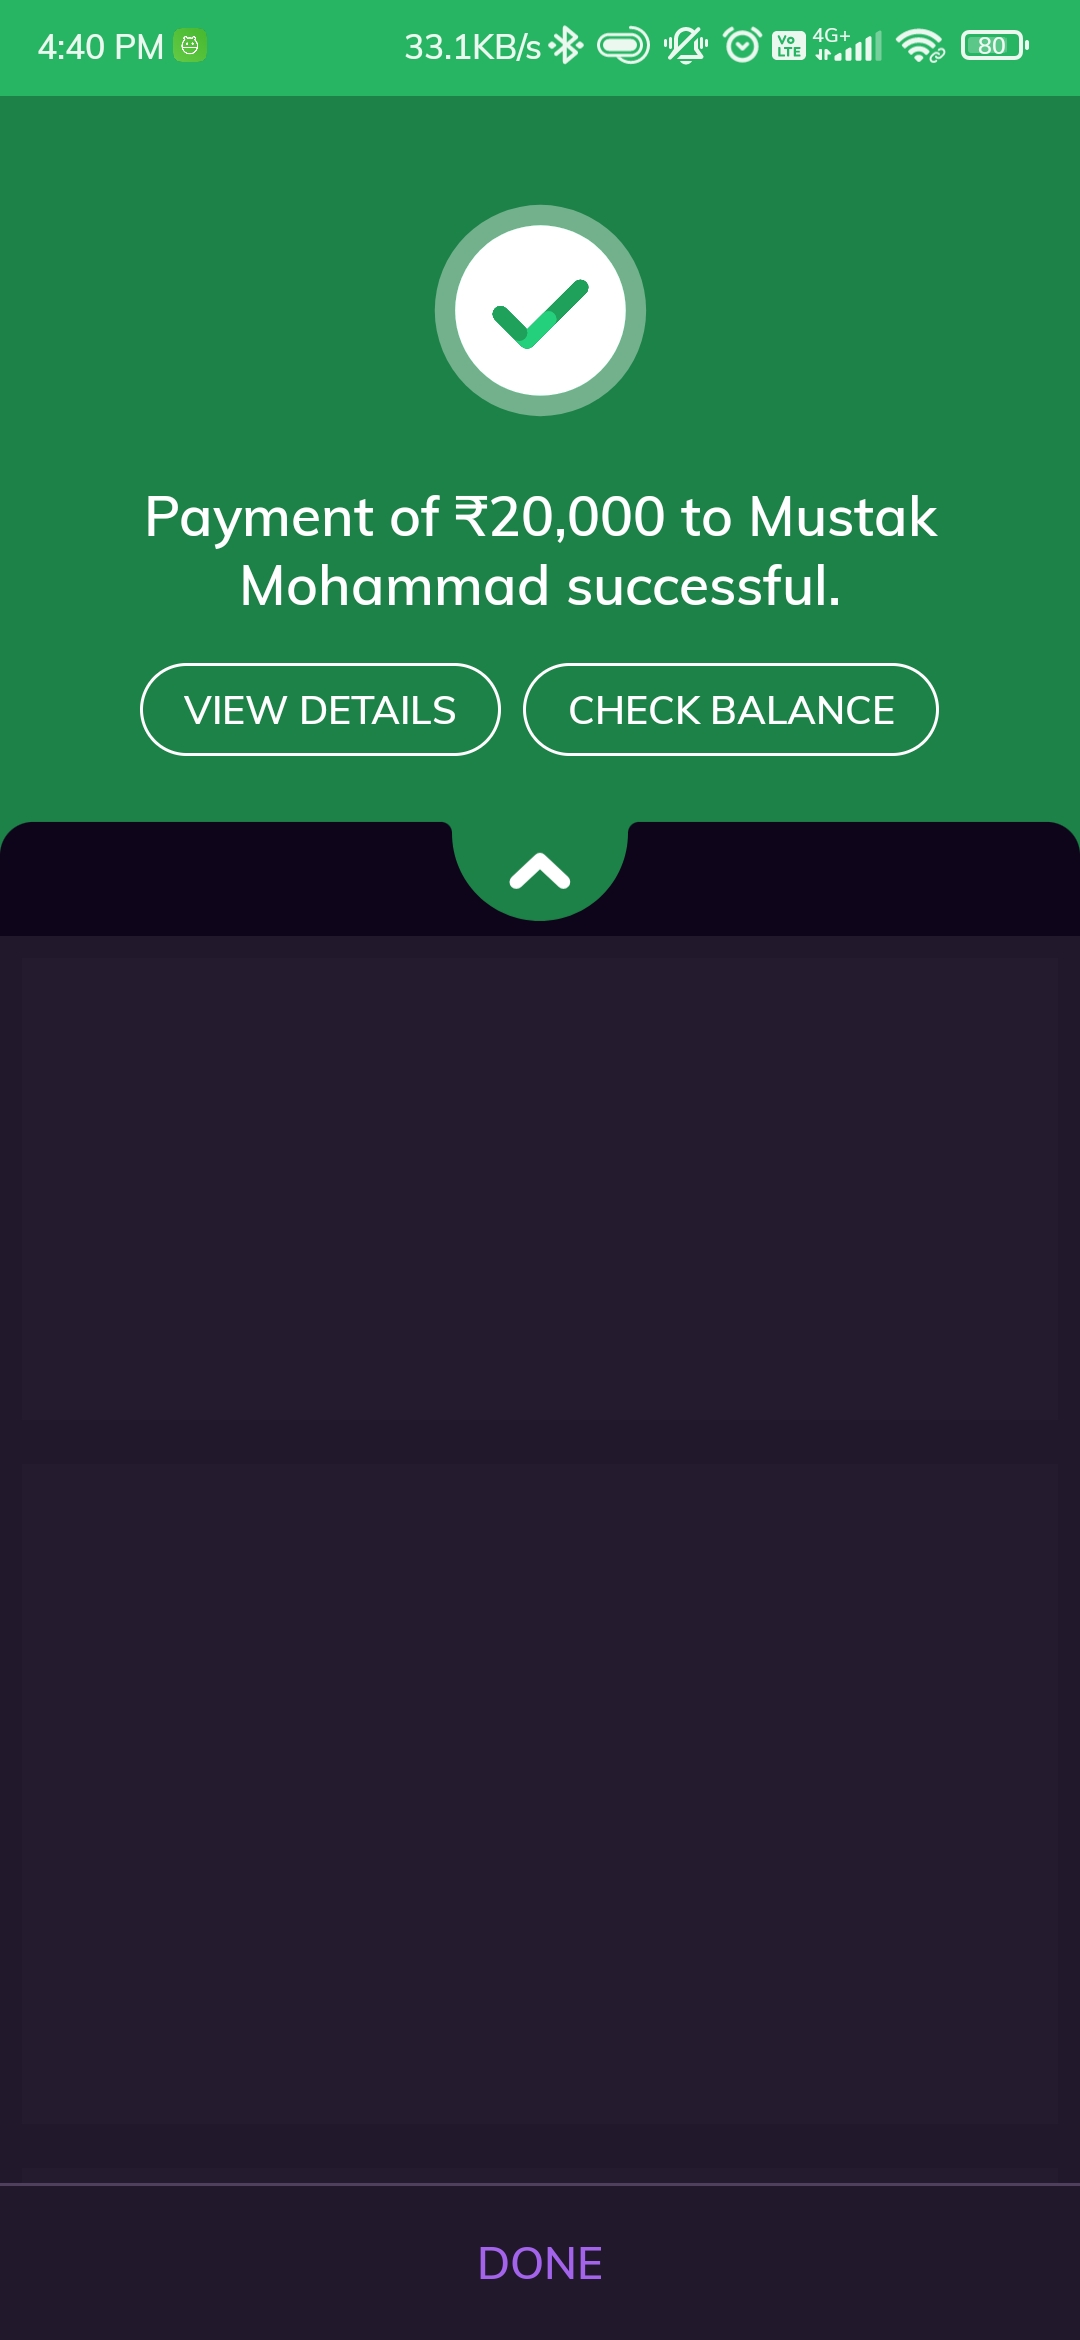 4:40 PM
33.1KB/s
Vo
LTE
4G+
80
Payment of ₹20,000 to Mustak
Mohammad successful.
VIEW DETAILS
CHECK BALANCE
DONE